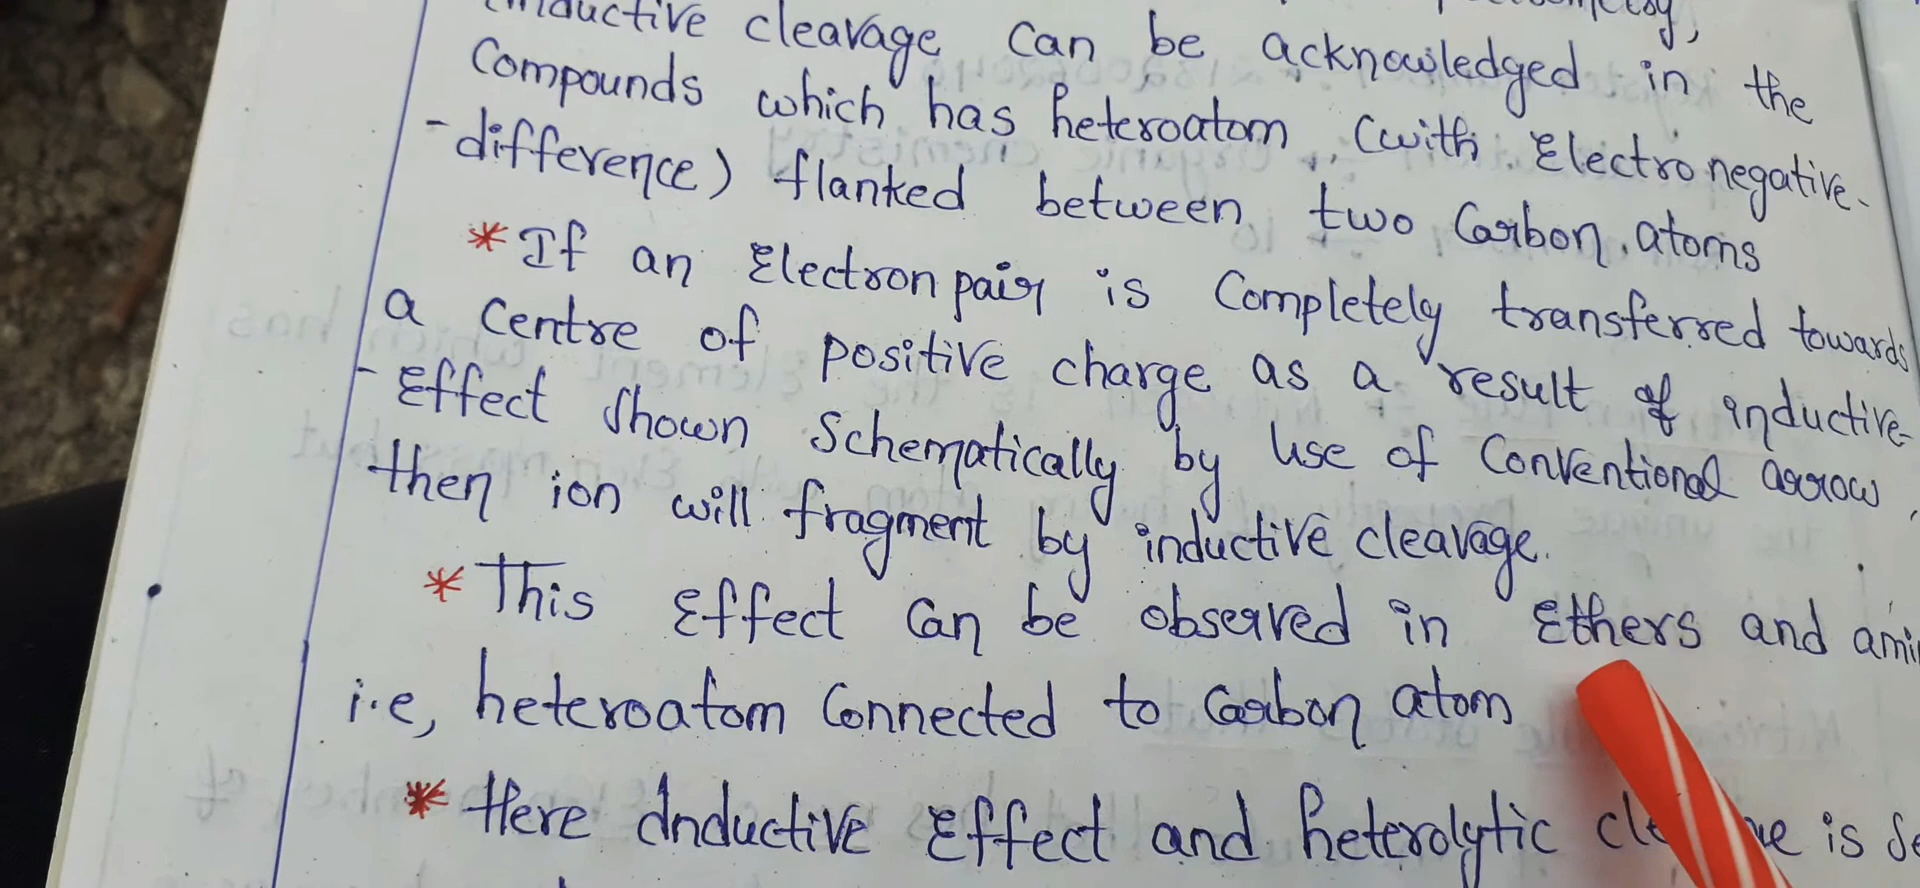 inductive cleavage can be acknowledged in the
Compounds which has heteroatom (with Electronegative-
-difference) flanked between two Carbon atoms
* If an Electron pair is Completely transferred towards
a Centre of positive charge as a result of inductive-
-Effect shown Schematically by use of Conventional arrow,
then ion will fragment by inductive cleavage.
* This Effect Can be observed in Ethers and
i.e, heteroatom Connected to Carbon atom
* Here Inductive Effect and heterolytic is